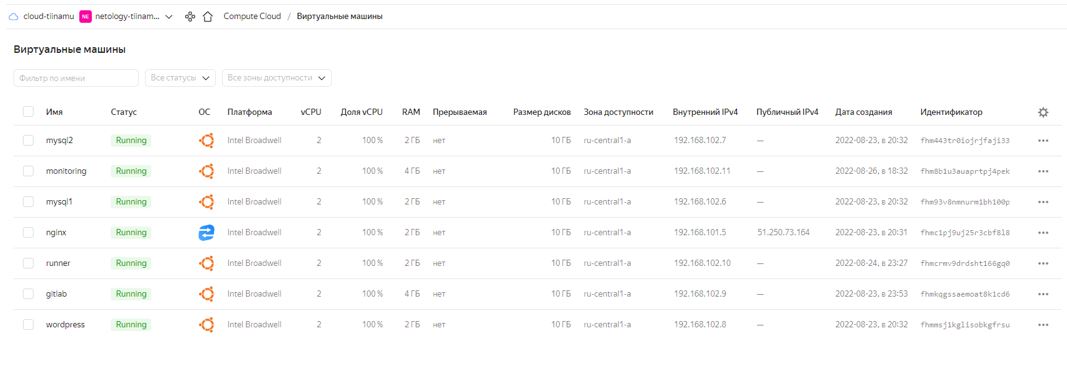 cloud-tiinamu NE netology-tiinam... Compute Cloud / Виртуальные машины
Виртуальные машины
Фильтр по имени Все статусы Все зоны доступности
Имя Статус ОС Платформа vCPU Доля vCPU RAM Прерываемая Размер дисков Зона доступности Внутренний IPv4 Публичный IPv4 Дата создания Идентификатор
mysql2 Running Intel Broadwell 2 100 % 2 ГБ нет 10 ГБ ru-central1-a 192.168.102.7 — 2022-08-23, в 20:32 fhm443tr0iojrjfaji33
monitoring Running Intel Broadwell 2 100 % 4 ГБ нет 10 ГБ ru-central1-a 192.168.102.11 — 2022-08-26, в 18:32 fhm8b1u3auaprtpj4pek
mysql1 Running Intel Broadwell 2 100 % 2 ГБ нет 10 ГБ ru-central1-a 192.168.102.6 — 2022-08-23, в 20:32 fhm93v8nmnurm1bh100p
nginx Running Intel Broadwell 2 100 % 2 ГБ нет 10 ГБ ru-central1-a 192.168.101.5 51.250.73.164 2022-08-23, в 20:31 fhmc1pj9uj25r3cbf8l8
runner Running Intel Broadwell 2 100 % 2 ГБ нет 10 ГБ ru-central1-a 192.168.102.10 — 2022-08-24, в 23:27 fhmcrmv9drdsht166gq0
gitlab Running Intel Broadwell 2 100 % 4 ГБ нет 10 ГБ ru-central1-a 192.168.102.9 — 2022-08-23, в 23:53 fhmkqgssaemoat8k1cd6
wordpress Running Intel Broadwell 2 100 % 2 ГБ нет 10 ГБ ru-central1-a 192.168.102.8 — 2022-08-23, в 20:32 fhmmsj1kglisobkgfrsu